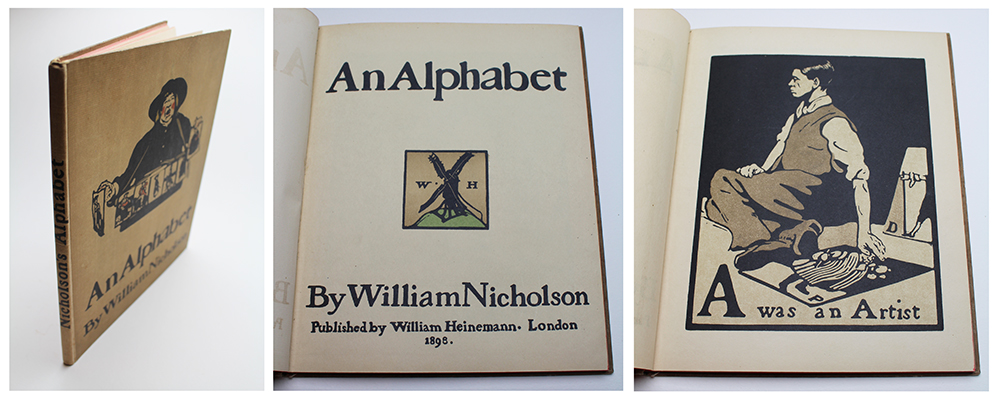 Nicholson's Alphabet
An Alphabet
By William Nicholson
An Alphabet
W. H
By William Nicholson
Published by William Heinemann. London
1898.
D
P
A was an Artist